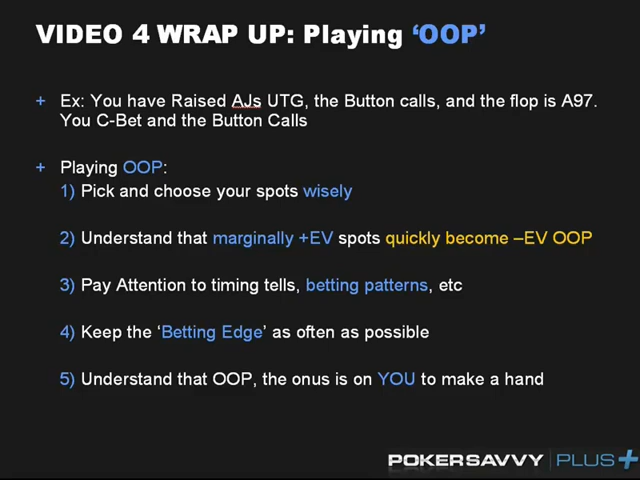 VIDEO 4 WRAP UP: Playing ‘OOP’
+ Ex: You have Raised AJs UTG, the Button calls, and the flop is A97.
You C-Bet and the Button Calls
+ Playing OOP:
1) Pick and choose your spots wisely
2) Understand that marginally +EV spots quickly become –EV OOP
3) Pay Attention to timing tells, betting patterns, etc
4) Keep the ‘Betting Edge’ as often as possible
5) Understand that OOP, the onus is on YOU to make a hand
POKERSAVVY PLUS+